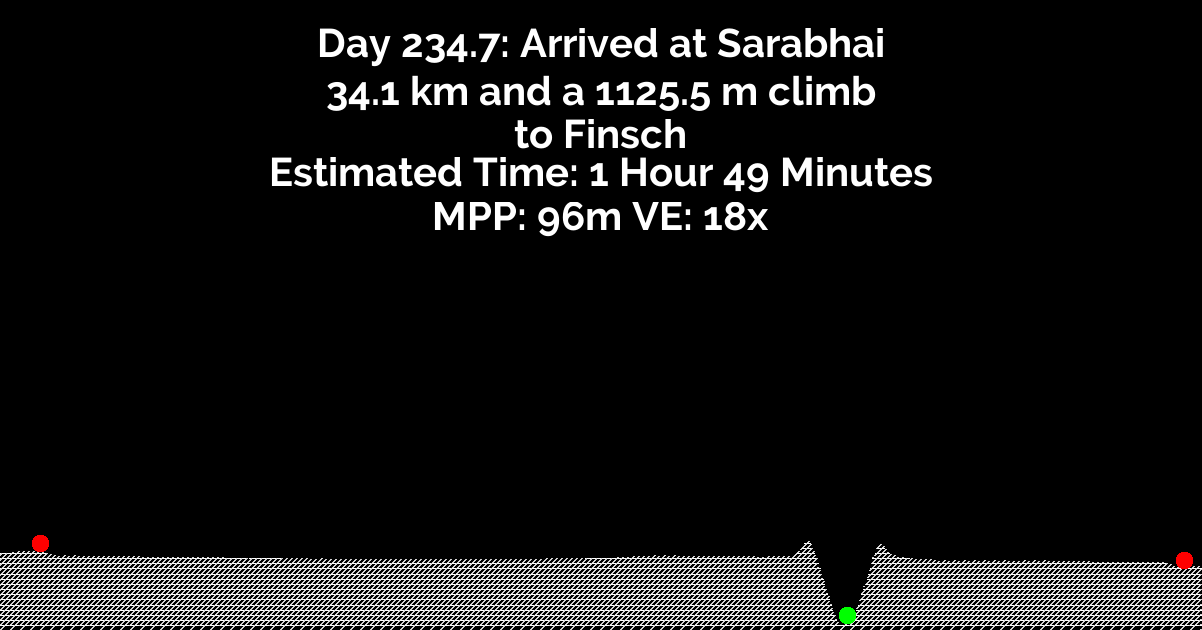 Day 234.7: Arrived at Sarabhai
34.1 km and a 1125.5 m climb
to Finsch
Estimated Time: 1 Hour 49 Minutes
MPP: 96m VE: 18x